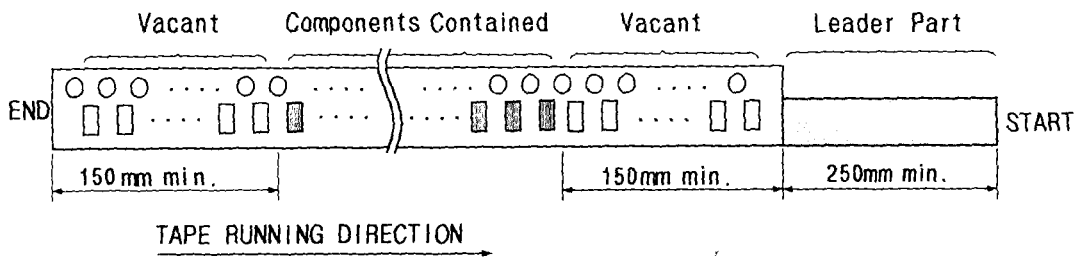 Vacant Components Contained Vacant Leader Part
END
START
150mm min. 150mm min. 250mm min.
TAPE RUNNING DIRECTION